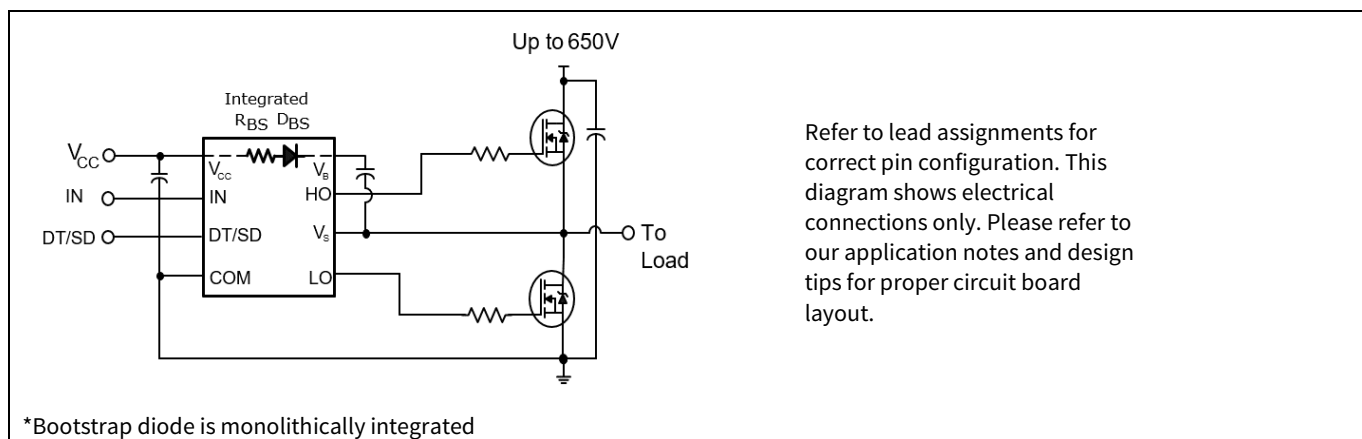 Up to 650V
Integrated
RBS DBS
VCC
VCC
VB
IN
IN
HO
DT/SD
DT/SD
VS
To
Load
COM
LO
Refer to lead assignments for
correct pin configuration. This
diagram shows electrical
connections only. Please refer to
our application notes and design
tips for proper circuit board
layout.
*Bootstrap diode is monolithically integrated